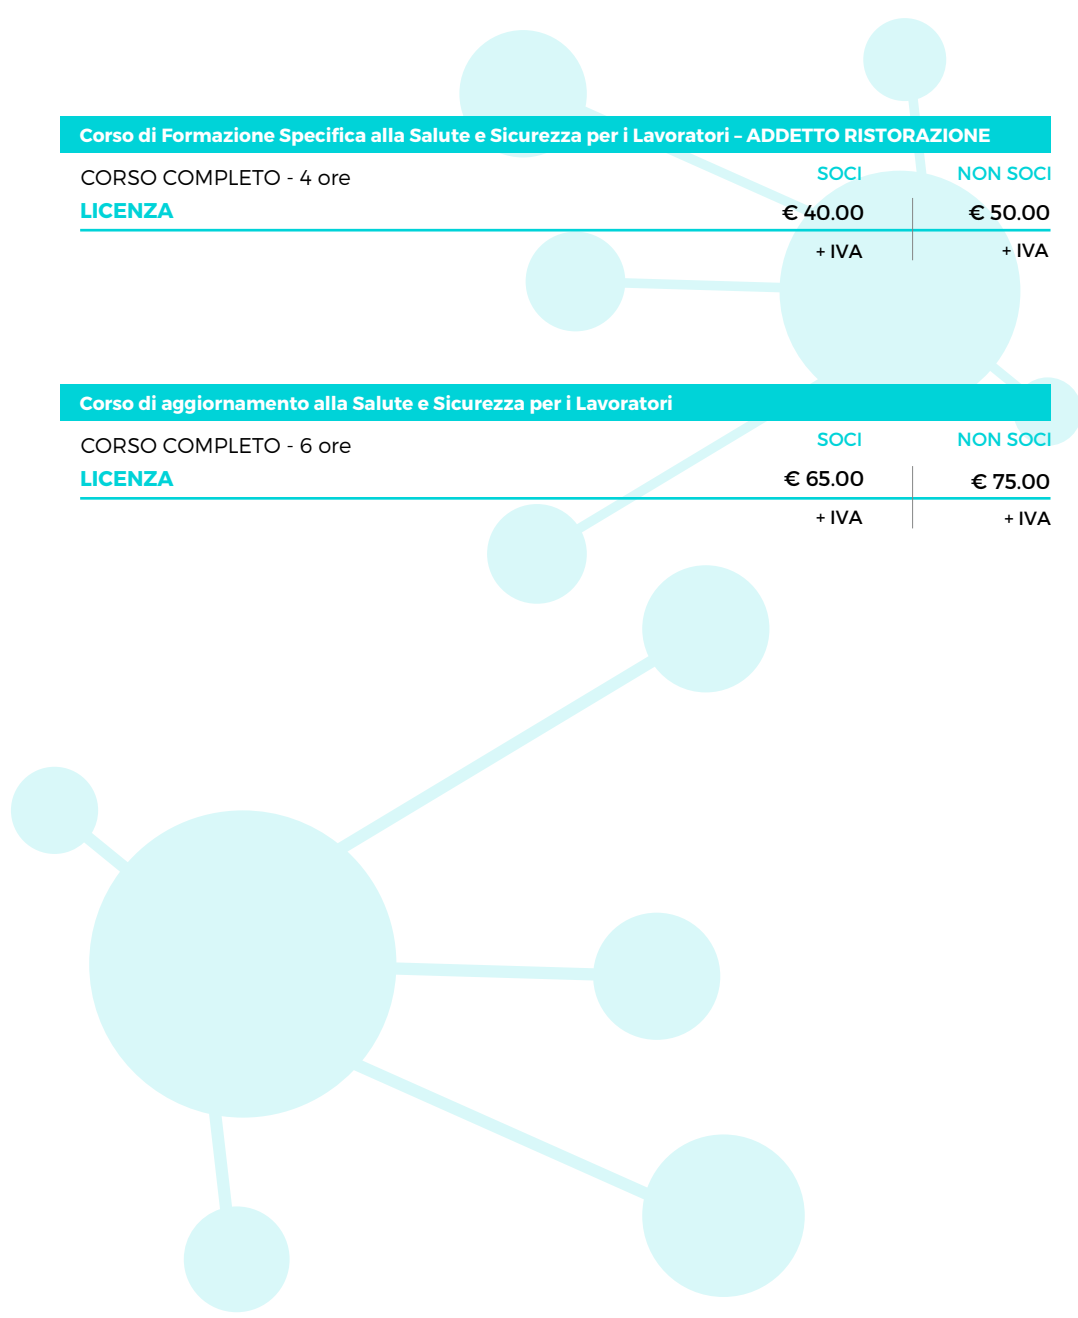 Corso di Formazione Specifica alla Salute e Sicurezza per i Lavoratori – ADDETTO RISTORAZIONE
CORSO COMPLETO - 4 ore SOCI NON SOCI
LICENZA € 40.00 € 50.00
+ IVA + IVA
Corso di aggiornamento alla Salute e Sicurezza per i Lavoratori
CORSO COMPLETO - 6 ore SOCI NON SOCI
LICENZA € 65.00 € 75.00
+ IVA + IVA